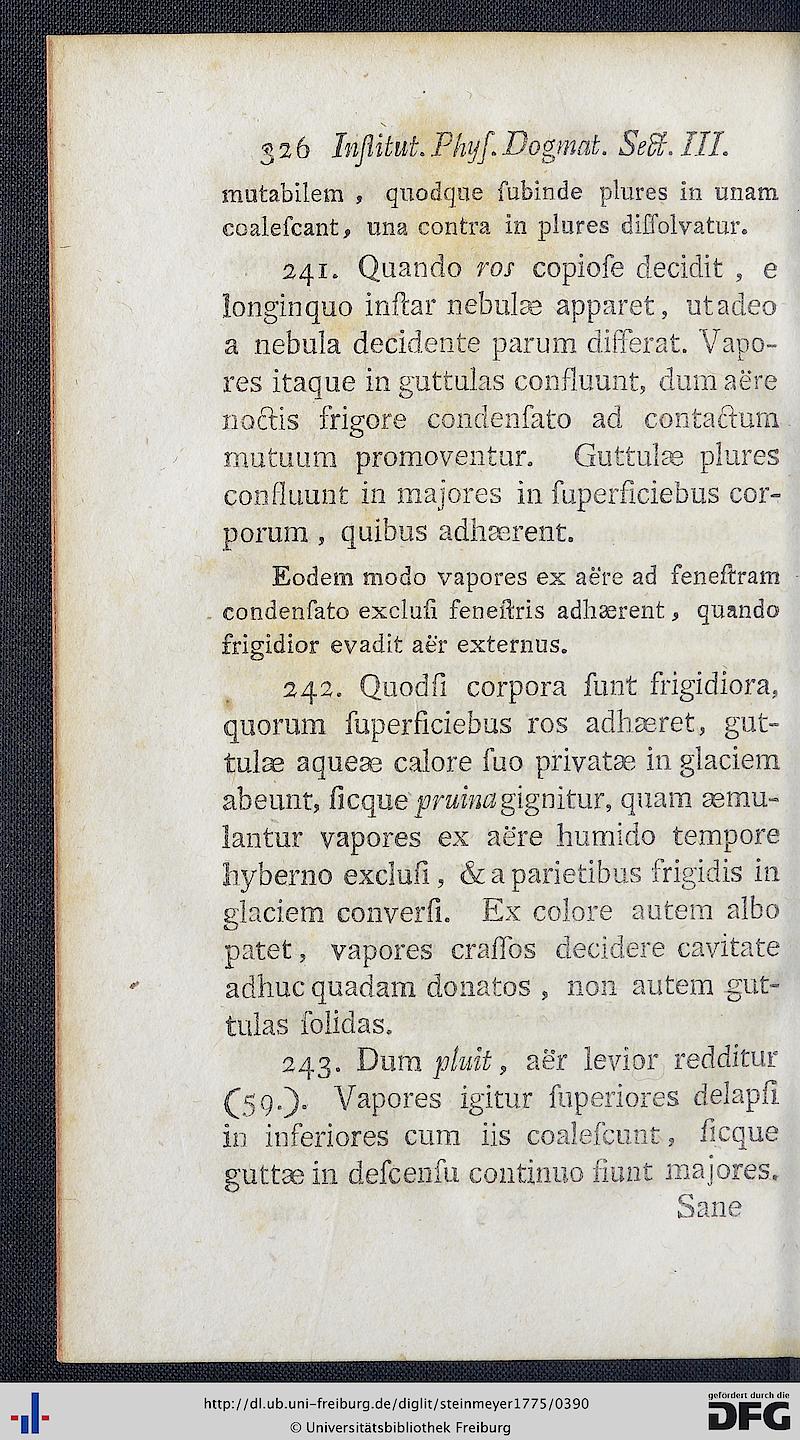 326 Inſtitut. Phyſ. Dogmat. Sect. III.
mutabilem , quodque ſubinde plures in unam
coaleſcant, una contra in plures diſſolvatur.
241. Quando ros copioſe decidit , e
longinquo inſtar nebulæ apparet, ut adeo
a nebula decidente parum differat. Vapo-
res itaque in guttulas confluunt, dum aëre
noctis frigore condenſato ad contactum
mutuum promoventur. Guttulæ plures
confluunt in majores in ſuperficiebus cor-
porum , quibus adhærent.
Eodem modo vapores ex aëre ad feneſtram
condenſato excluſi feneſtris adhærent, quando
frigidior evadit aër externus.
242. Quodſi corpora ſunt frigidiora,
quorum ſuperficiebus ros adhæret, gut-
tulæ aqueæ calore ſuo privatæ in glaciem
abeunt, ſicque pruina gignitur, quam æmu-
lantur vapores ex aëre humido tempore
hyberno excluſi, & a parietibus frigidis in
glaciem converſi. Ex colore autem albo
patet, vapores craſſos decidere cavitate
adhuc quadam donatos , non autem gut-
tulas ſolidas.
243. Dum pluit, aër levior redditur
(59.). Vapores igitur ſuperiores delapſi
in inferiores cum iis coaleſcunt, ſicque
guttæ in deſcenſu continuo fiunt majores.
Sane
http://dl.ub.uni-freiburg.de/diglit/steinmeyer1775/0390
© Universitätsbibliothek Freiburg
gefördert durch die
DFG